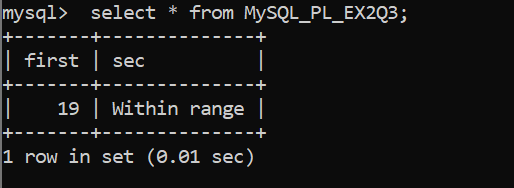 mysql>  select * from MySQL_PL_EX2Q3;
+-------+--------------+
| first | sec          |
+-------+--------------+
|    19 | Within range |
+-------+--------------+
1 row in set (0.01 sec)